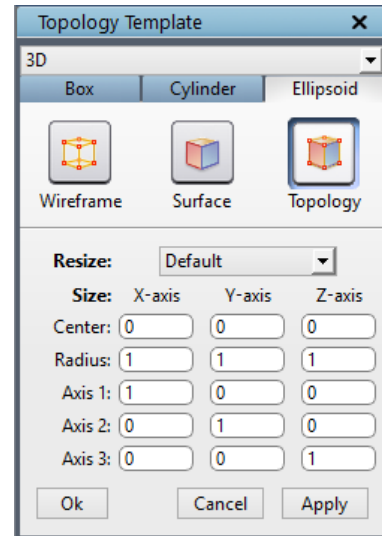 Topology Template
3D
Box Cylinder Ellipsoid
Wireframe Surface Topology
Resize: Default
Size: X-axis Y-axis Z-axis
Center: 0 0 0
Radius: 1 1 1
Axis 1: 1 0 0
Axis 2: 0 1 0
Axis 3: 0 0 1
Ok Cancel Apply